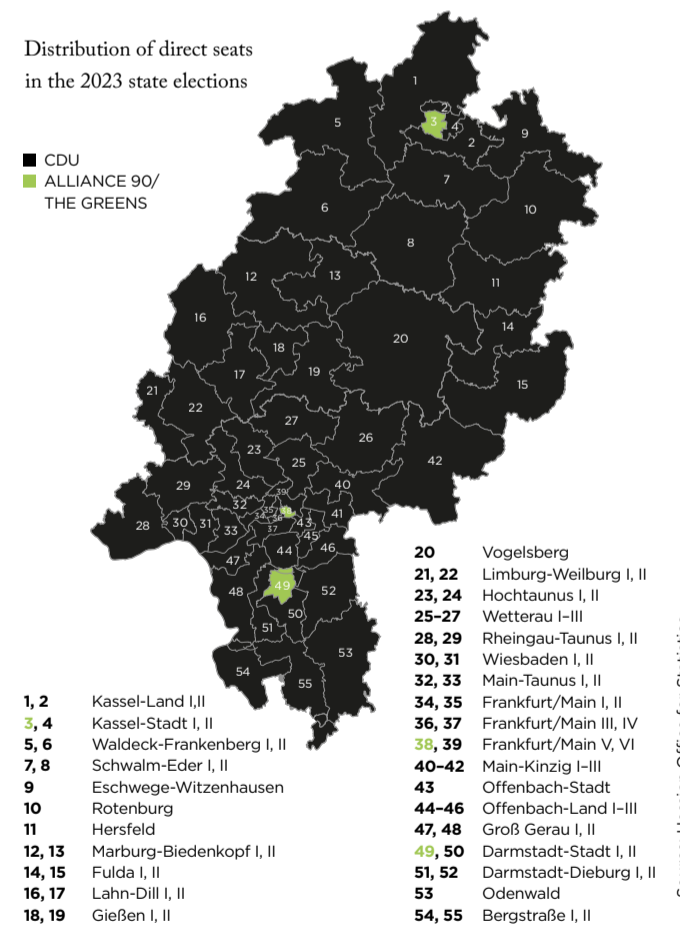 Distribution of direct seats
in the 2023 state elections
CDU
ALLIANCE 90/
THE GREENS
1
2
3
4
2
5
9
7
6
10
8
12
13
11
16
14
20
18
19
17
15
21
22
27
26
23
25
42
29
24
39
40
32
35
38
34
36
41
28
30
31
33
37
43
45
44
46
47
49
48
52
50
51
53
54
55
1, 2 Kassel-Land I,II
3, 4 Kassel-Stadt I, II
5, 6 Waldeck-Frankenberg I, II
7, 8 Schwalm-Eder I, II
9 Eschwege-Witzenhausen
10 Rotenburg
11 Hersfeld
12, 13 Marburg-Biedenkopf I, II
14, 15 Fulda I, II
16, 17 Lahn-Dill I, II
18, 19 Gießen I, II
20 Vogelsberg
21, 22 Limburg-Weilburg I, II
23, 24 Hochtaunus I, II
25–27 Wetterau I–III
28, 29 Rheingau-Taunus I, II
30, 31 Wiesbaden I, II
32, 33 Main-Taunus I, II
34, 35 Frankfurt/Main I, II
36, 37 Frankfurt/Main III, IV
38, 39 Frankfurt/Main V, VI
40–42 Main-Kinzig I–III
43 Offenbach-Stadt
44–46 Offenbach-Land I–III
47, 48 Groß Gerau I, II
49, 50 Darmstadt-Stadt I, II
51, 52 Darmstadt-Dieburg I, II
53 Odenwald
54, 55 Bergstraße I, II